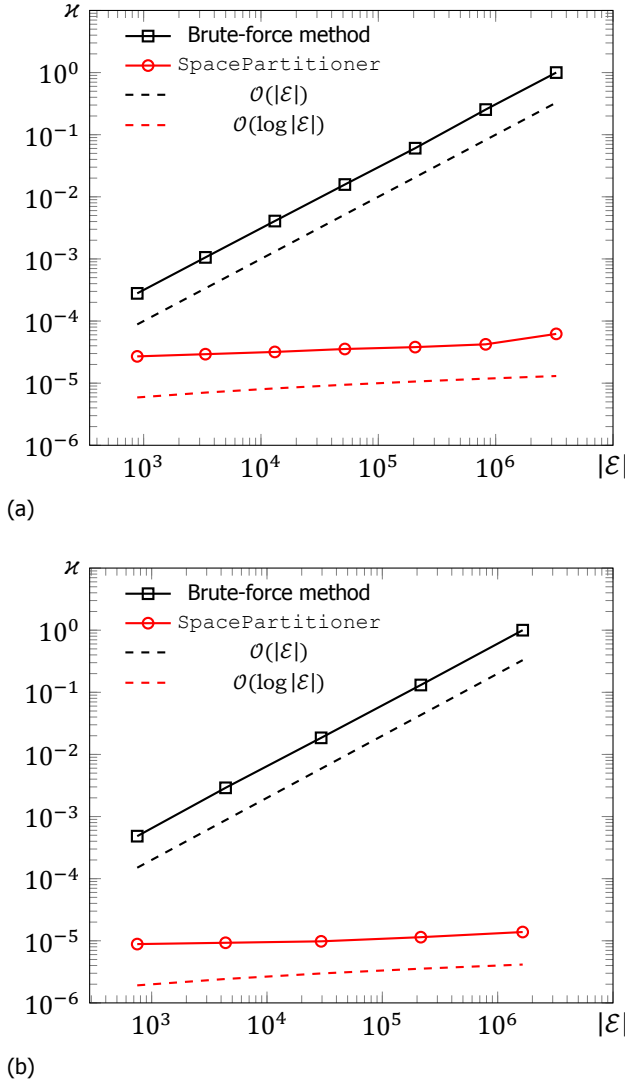 ϰ
Brute-force method
SpacePartitioner
𝒪(|ℰ|)
𝒪(log |ℰ|)
10⁰
10⁻¹
10⁻²
10⁻³
10⁻⁴
10⁻⁵
10⁻⁶
10³ 10⁴ 10⁵ 10⁶ |ℰ|
(a)
ϰ
Brute-force method
SpacePartitioner
𝒪(|ℰ|)
𝒪(log |ℰ|)
10⁰
10⁻¹
10⁻²
10⁻³
10⁻⁴
10⁻⁵
10⁻⁶
10³ 10⁴ 10⁵ 10⁶ |ℰ|
(b)